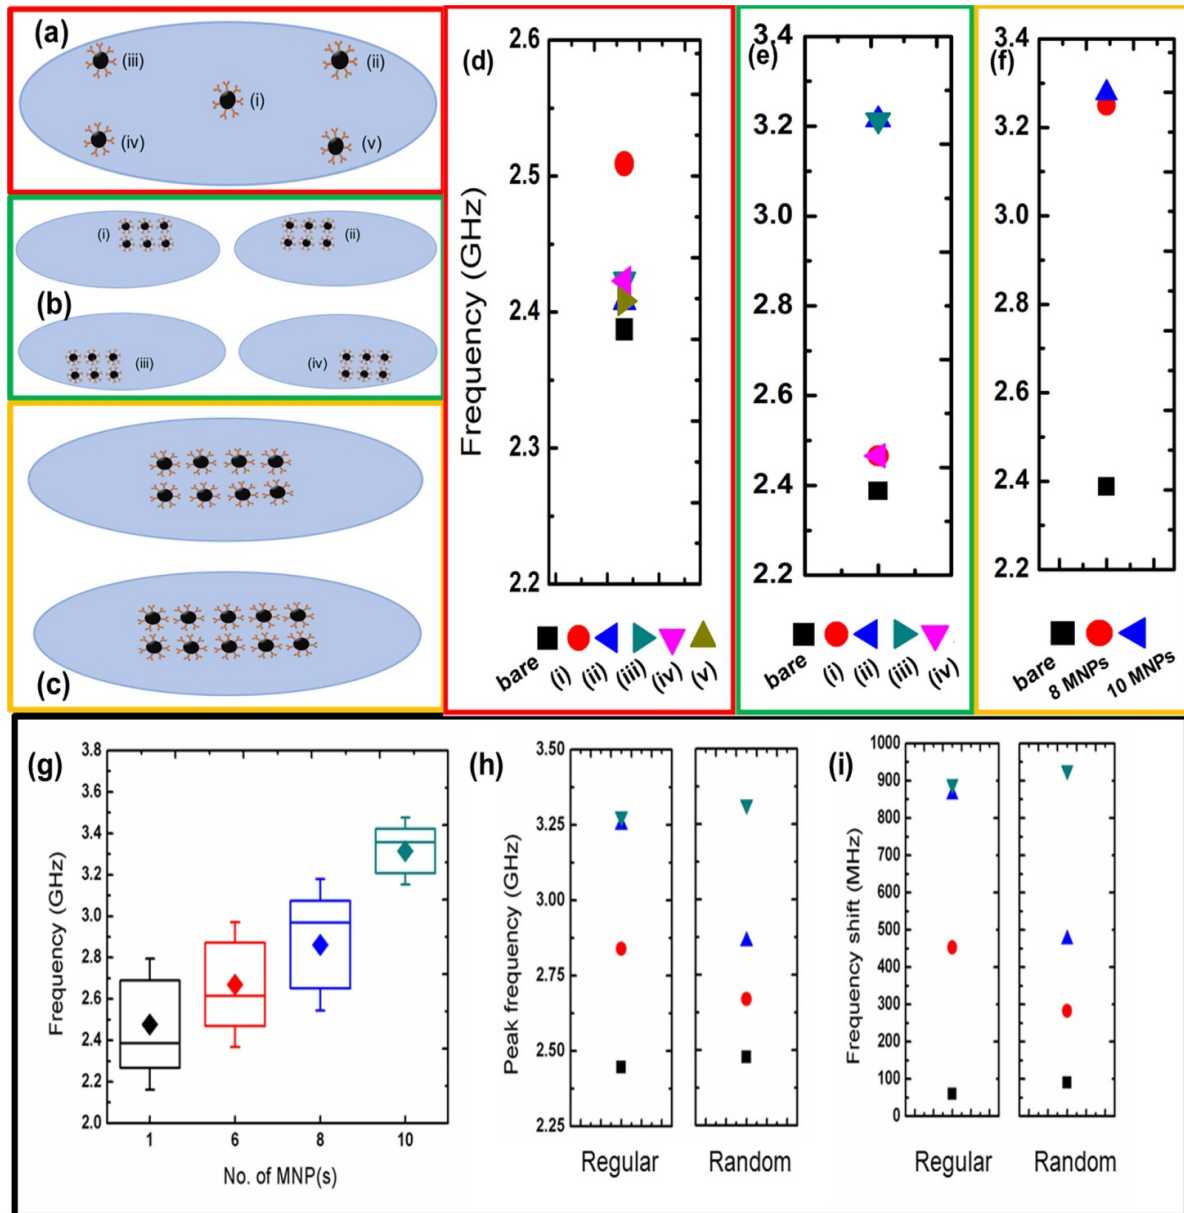 (a)
(iii)
(ii)
(i)
(iv)
(v)
(i)
(ii)
(b)
(iii)
(iv)
(c)
(d)
2.6
2.5
2.4
2.3
2.2
Frequency (GHz)
bare
(i)
(ii)
(iii)
(iv)
(v)
(e)
3.4
3.2
3.0
2.8
2.6
2.4
2.2
bare
(i)
(ii)
(iii)
(iv)
(f)
3.4
3.2
3.0
2.8
2.6
2.4
2.2
bare
8 MNPs
10 MNPs
(g)
3.8
3.6
3.4
3.2
3.0
2.8
2.6
2.4
2.2
2.0
Frequency (GHz)
1 6 8 10
No. of MNP(s)
(h)
3.50
3.25
3.00
2.75
2.50
2.25
Peak frequency (GHz)
Regular Random
(i)
1000
900
800
700
600
500
400
300
200
100
0
Frequency shift (MHz)
Regular Random